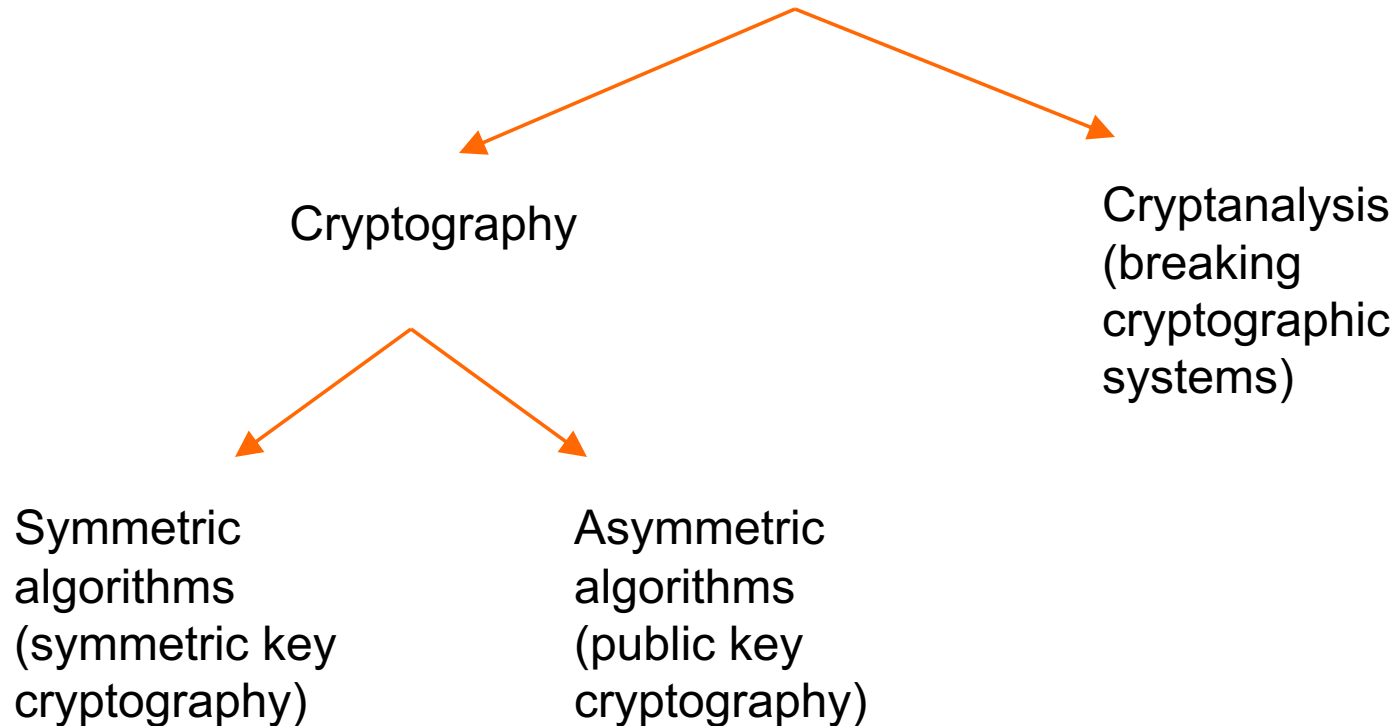 Cryptography
Cryptanalysis
(breaking
cryptographic
systems)
Symmetric
algorithms
(symmetric key
cryptography)
Asymmetric
algorithms
(public key
cryptography)